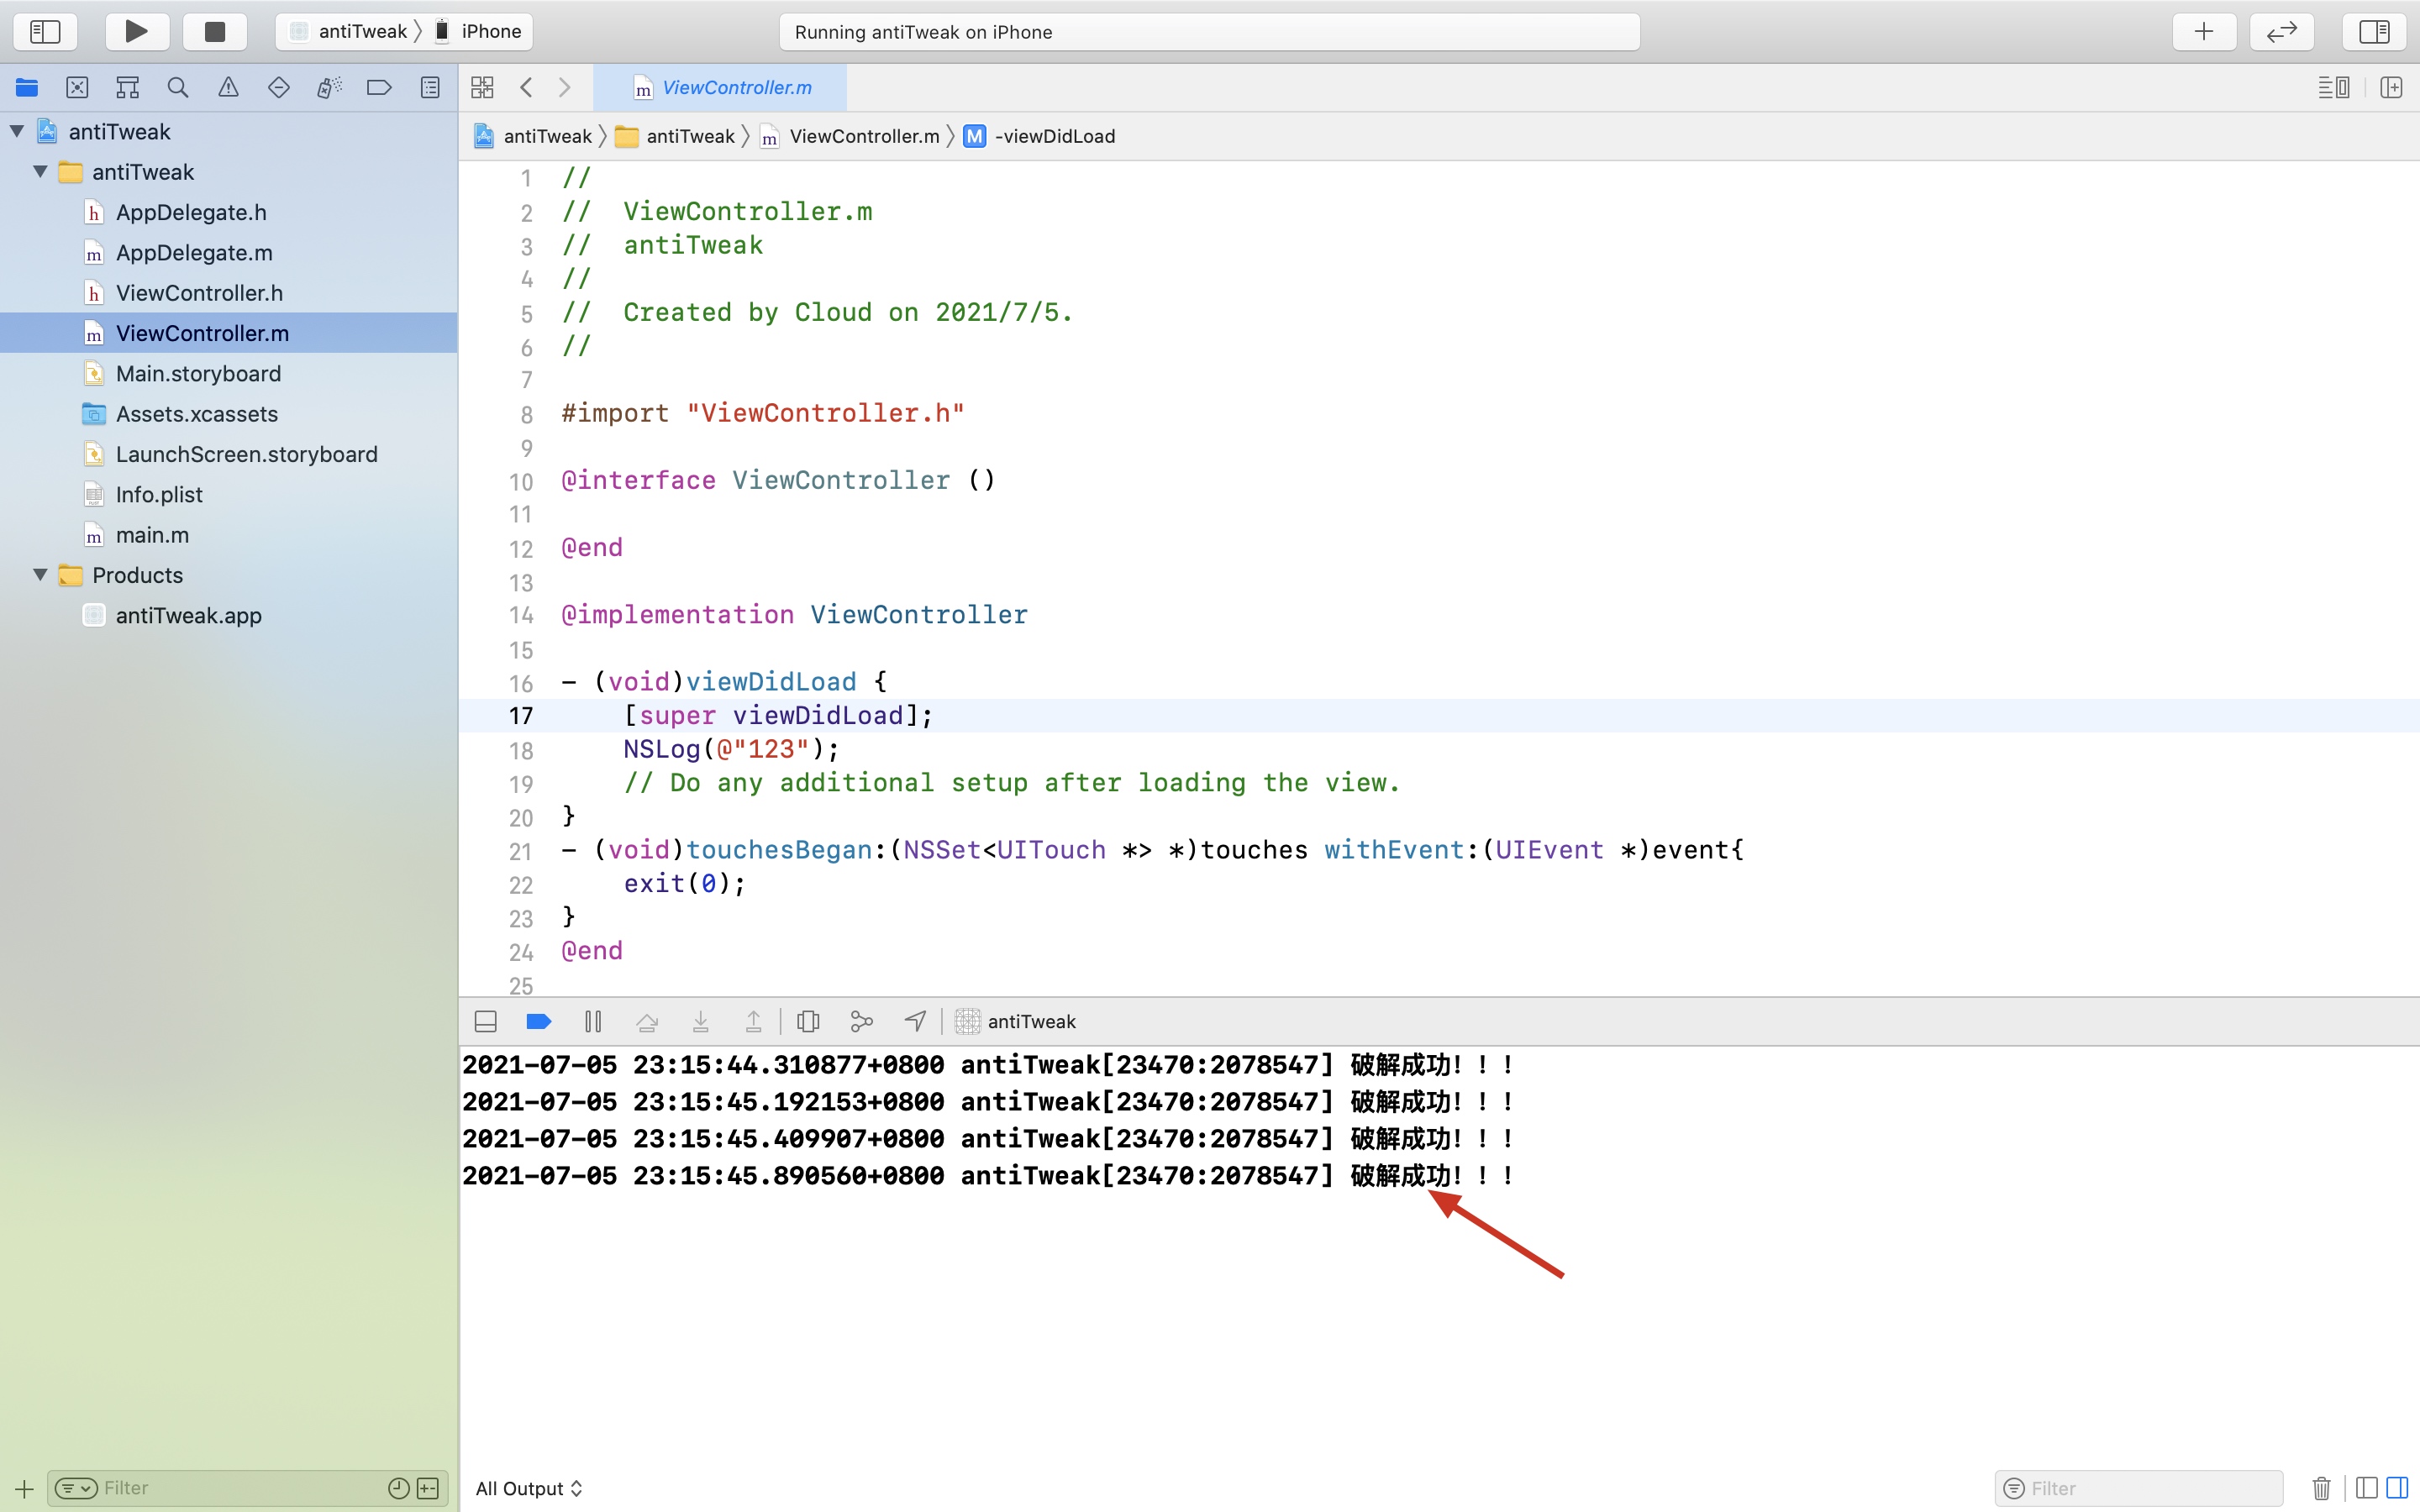 antiTweak iPhone
Running antiTweak on iPhone
m ViewController.m
antiTweak antiTweak m ViewController.m M -viewDidLoad
antiTweak
antiTweak
h AppDelegate.h
m AppDelegate.m
h ViewController.h
m ViewController.m
Main.storyboard
Assets.xcassets
LaunchScreen.storyboard
Info.plist
m main.m
Products
antiTweak.app
Filter
1 //
2 //  ViewController.m
3 //  antiTweak
4 //
5 //  Created by Cloud on 2021/7/5.
6 //
7
8 #import "ViewController.h"
9
10 @interface ViewController ()
11
12 @end
13
14 @implementation ViewController
15
16 - (void)viewDidLoad {
17     [super viewDidLoad];
18     NSLog(@"123");
19     // Do any additional setup after loading the view.
20 }
21 - (void)touchesBegan:(NSSet<UITouch *> *)touches withEvent:(UIEvent *)event{
22     exit(0);
23 }
24 @end
25
antiTweak
2021-07-05 23:15:44.310877+0800 antiTweak[23470:2078547] 破解成功！！！
2021-07-05 23:15:45.192153+0800 antiTweak[23470:2078547] 破解成功！！！
2021-07-05 23:15:45.409907+0800 antiTweak[23470:2078547] 破解成功！！！
2021-07-05 23:15:45.890560+0800 antiTweak[23470:2078547] 破解成功！！！
All Output
Filter